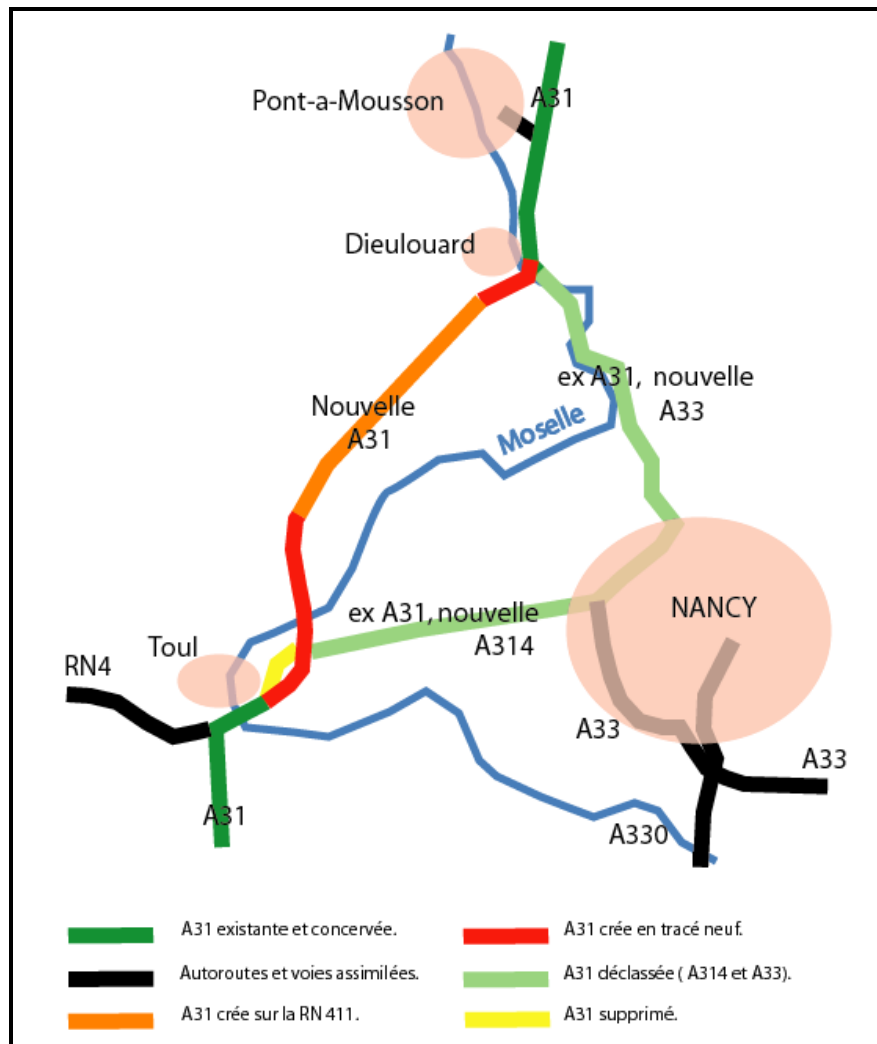 Pont-a-Mousson
A31
Dieulouard
ex A31, nouvelle
A33
Nouvelle
A31
Moselle
ex A31, nouvelle
A314
NANCY
Toul
RN4
A33
A33
A31
A330
A31 existante et concervée.
A31 crée en tracé neuf.
Autoroutes et voies assimilées.
A31 déclassée ( A314 et A33).
A31 crée sur la RN 411.
A31 supprimé.